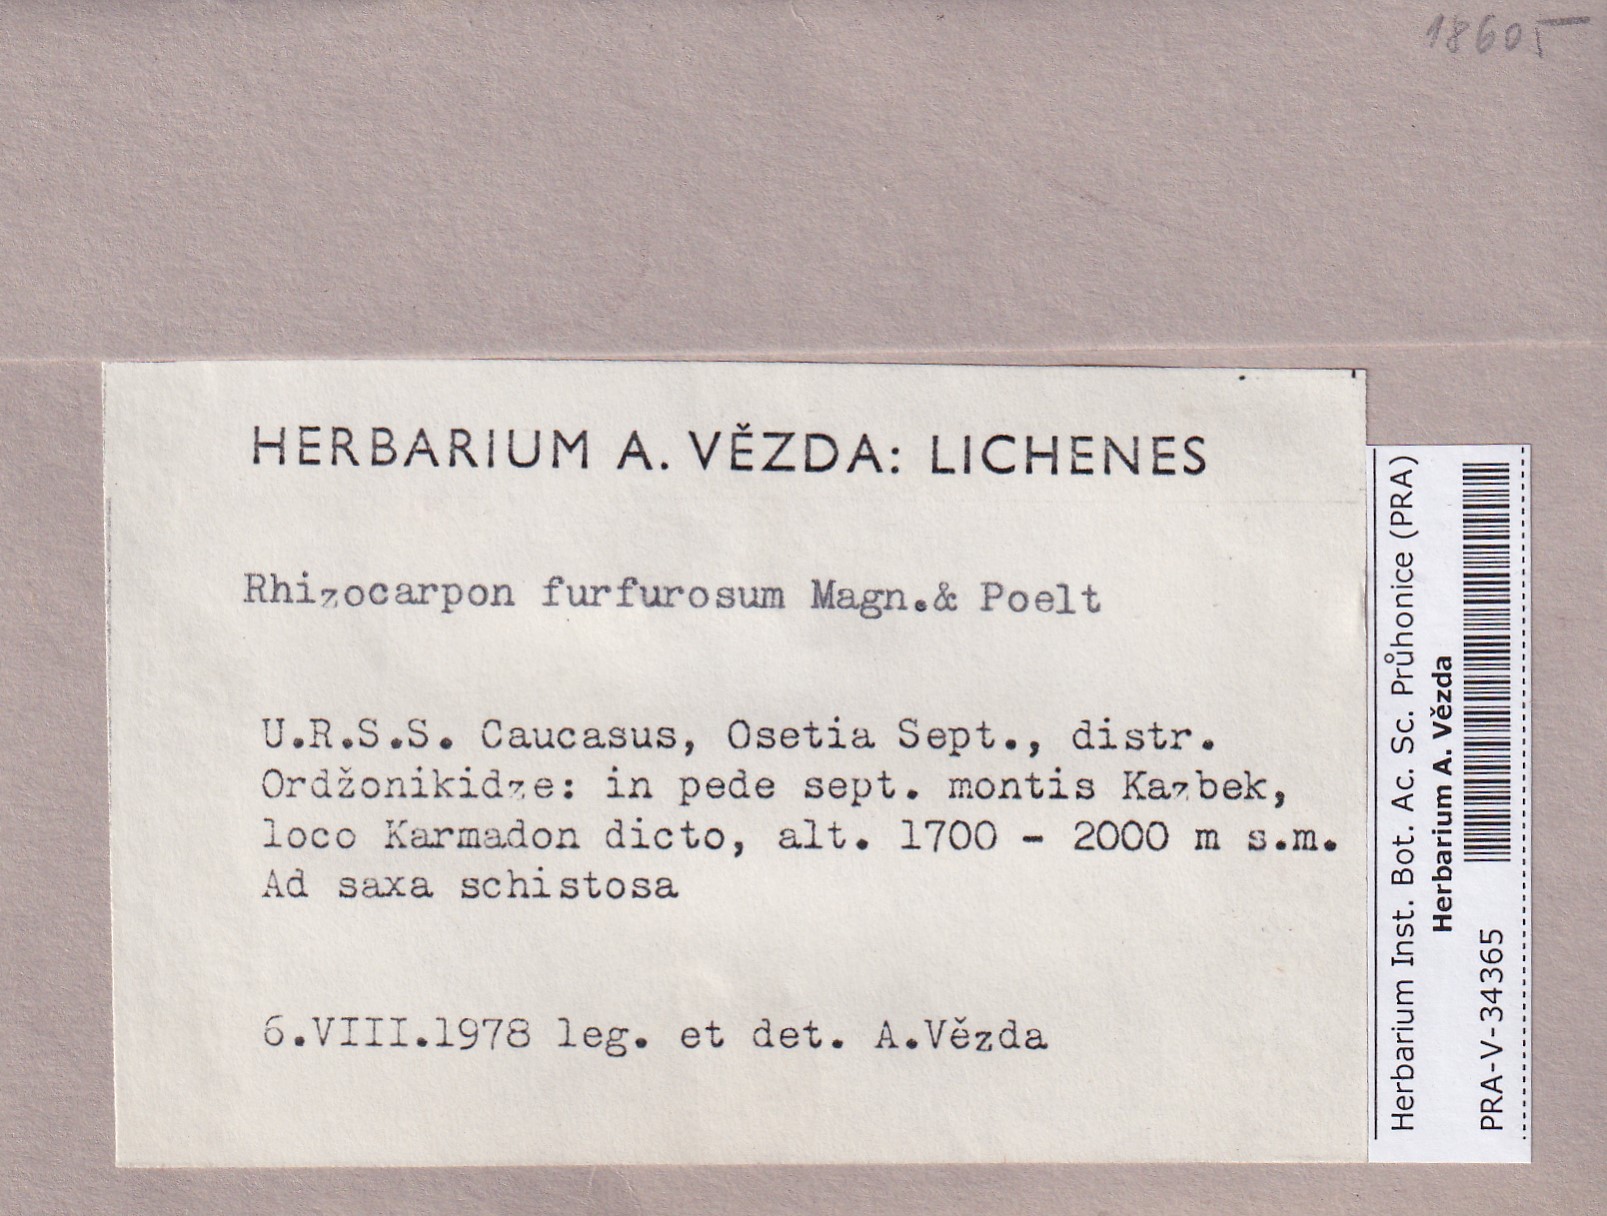 18605
HERBARIUM A. VĚZDA: LICHENES
Rhizocarpon furfurosum Magn.& Poelt
U.R.S.S. Caucasus, Osetia Sept., distr.
Ordžonikidze: in pede sept. montis Kazbek,
loco Karmadon dicto, alt. 1700 - 2000 m s.m.
Ad saxa schistosa
6.VIII.1978 leg. et det. A.Vězda
Herbarium Inst. Bot. Ac. Sc. Průhonice (PRA)
Herbarium A. Vězda
PRA-V-34365